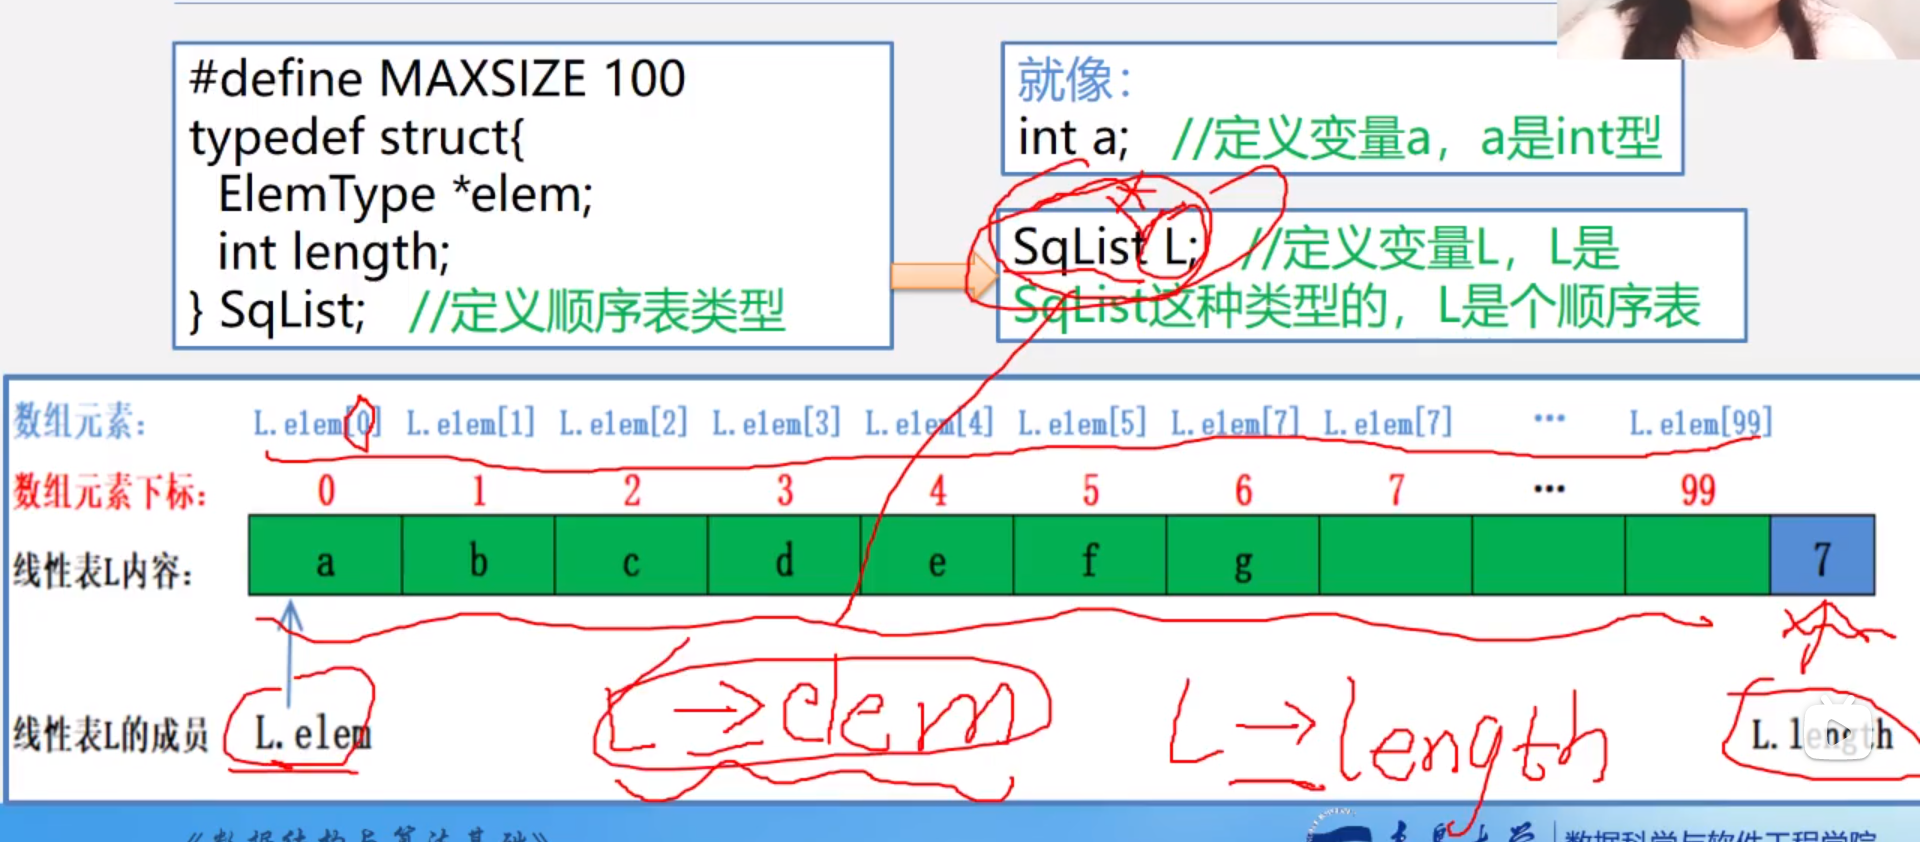 #define MAXSIZE 100
typedef struct{
ElemType *elem;
int length;
} SqList; //定义顺序表类型
就像:
int a; //定义变量a，a是int型
SqList L; //定义变量L，L是
SqList这种类型的，L是个顺序表
数组元素: L.elem[0] L.elem[1] L.elem[2] L.elem[3] L.elem[4] L.elem[5] L.elem[7] L.elem[7] … L.elem[99]
数组元素下标: 0 1 2 3 4 5 6 7 … 99
线性表L内容: a b c d e f g 7
线性表L的成员 L.elem L→elem L→length L.length
《数据结构与算法基础》
数据科学与软件工程学院